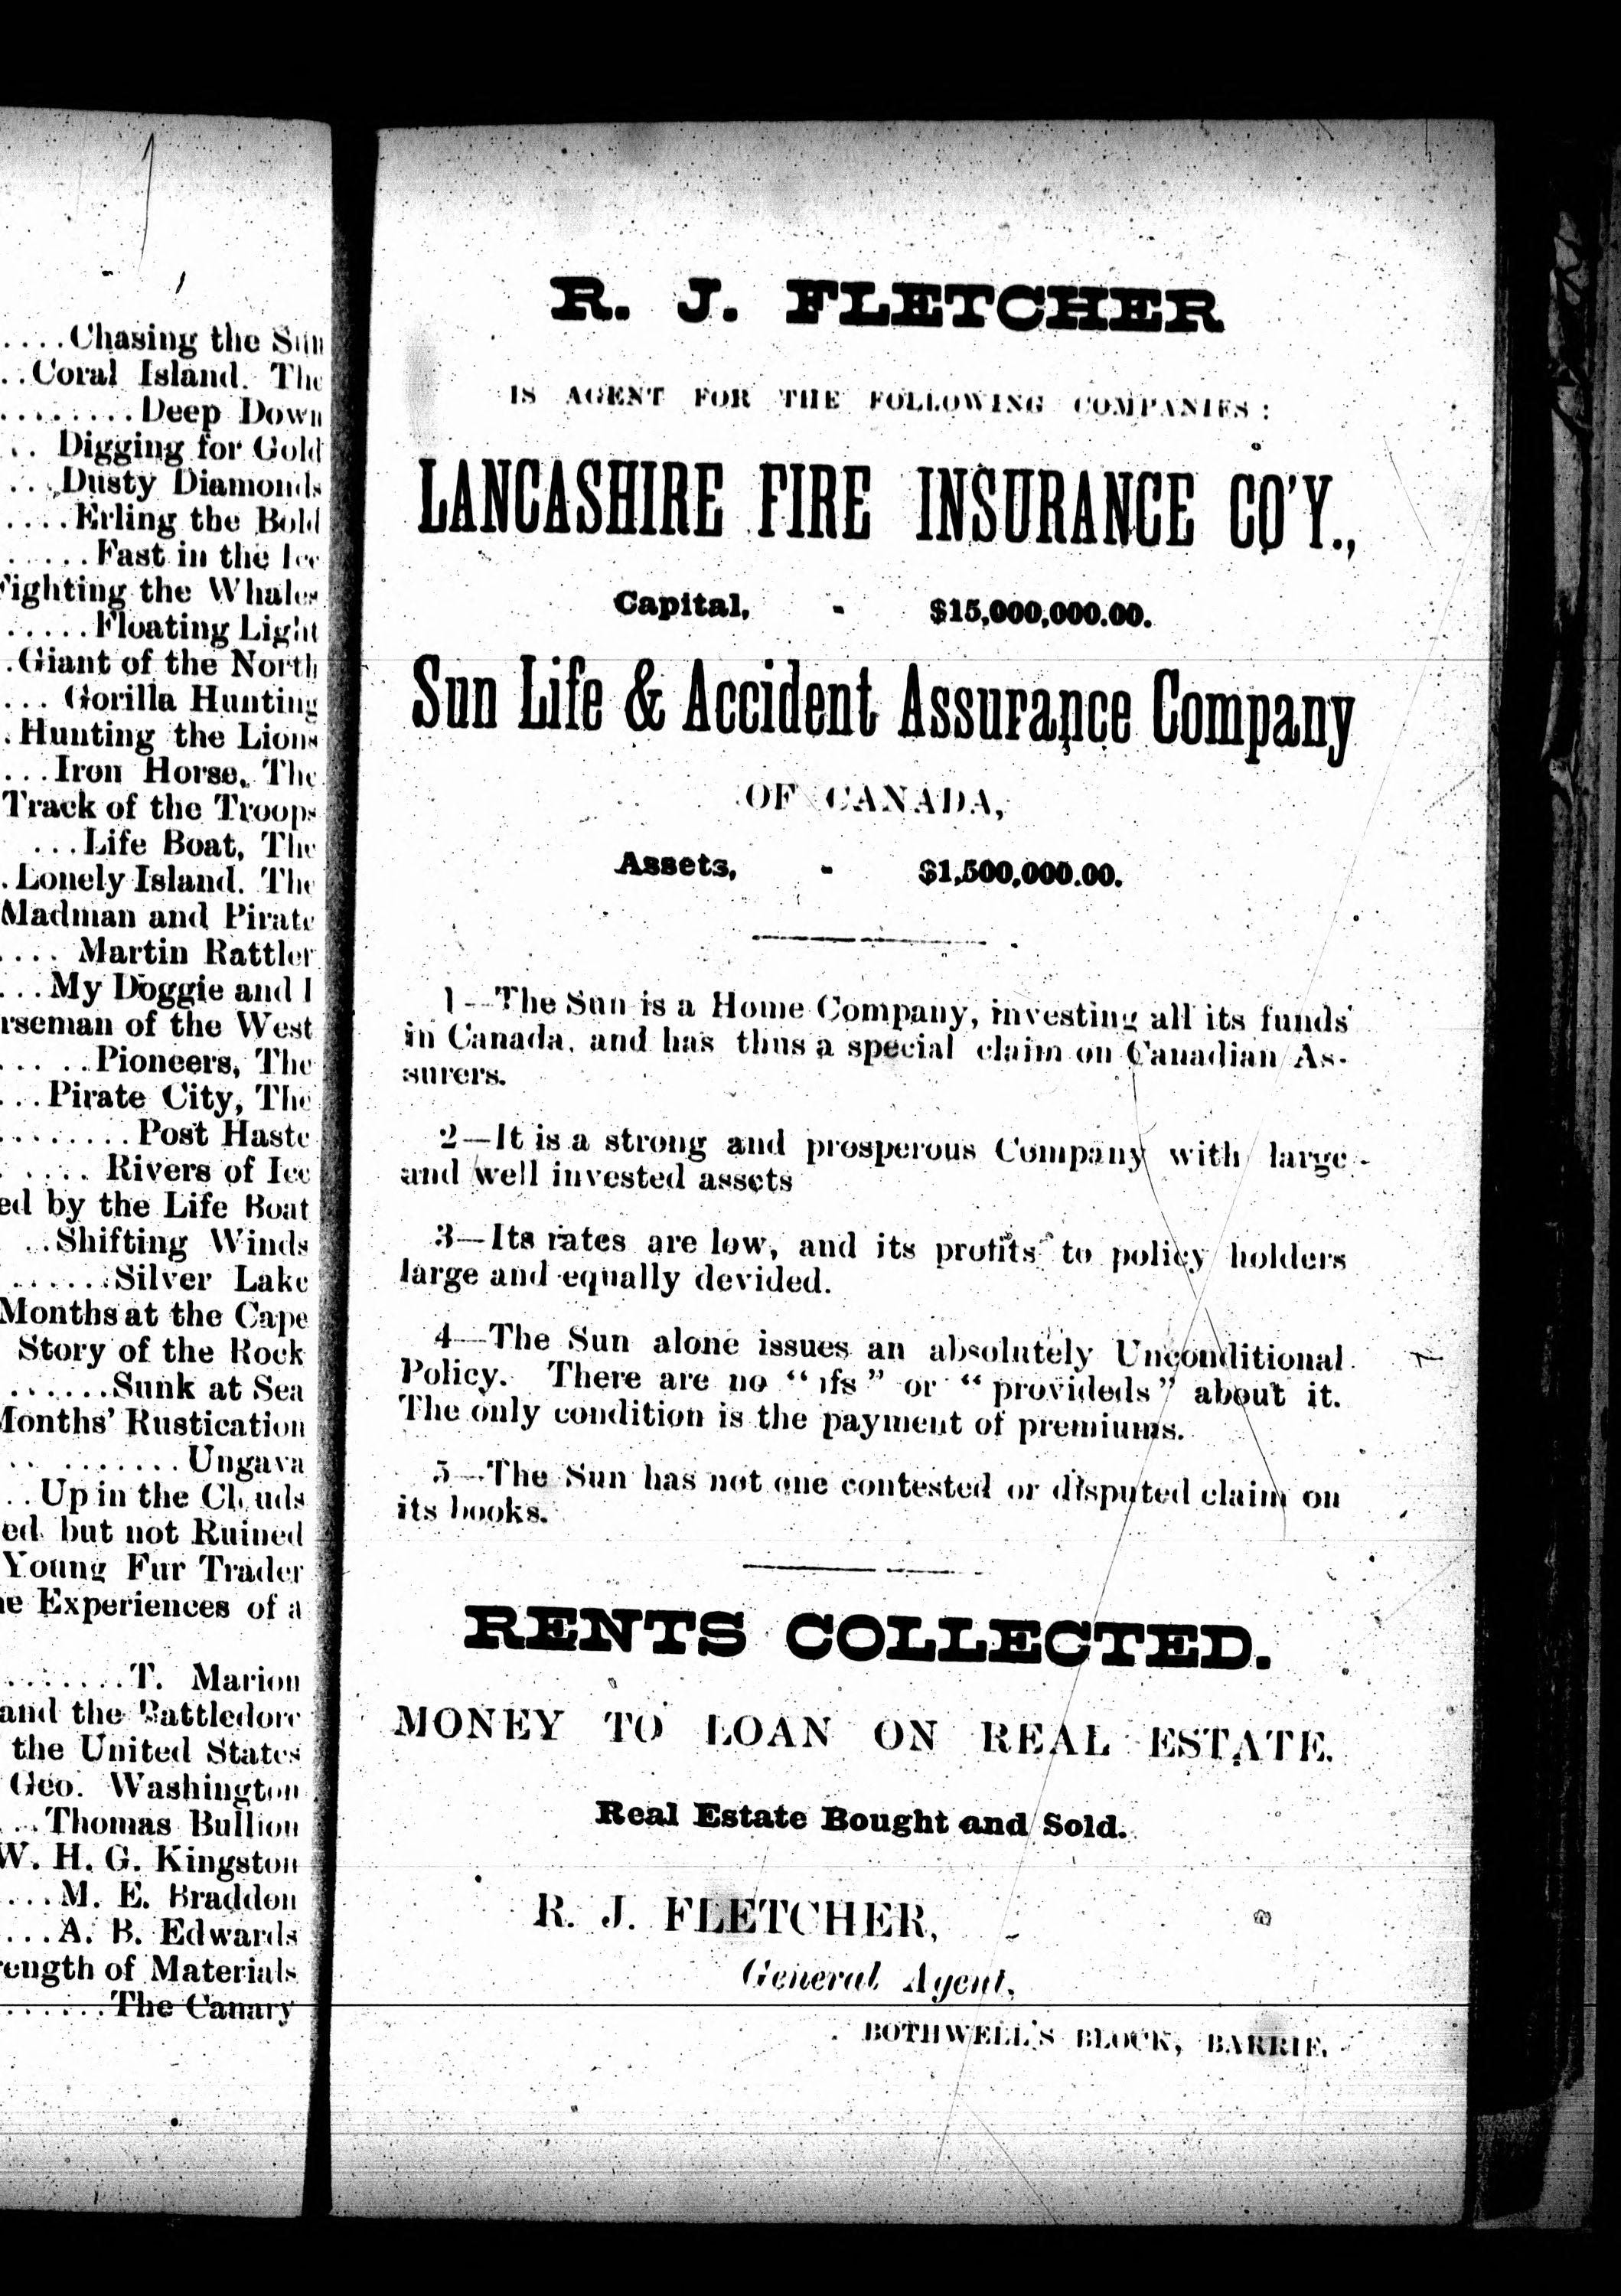 ....Chasing the Sun
..Coral Island. The
........Deep Down
.. Digging for Gold
...Dusty Diamonds
....Erling the Bold
......Fast in the Ice
Fighting the Whales
.....Floating Light
.Giant of the North
... Gorilla Hunting
.Hunting the Lions
...Iron Horse, The
Track of the Troops
...Life Boat, The
.Lonely Island. The
Madman and Pirate
.... Martin Rattler
...My Doggie and I
rseman of the West
.....Pioneers, The
...Pirate City, The
........Post Haste
..... Rivers of Ice
ed by the Life Boat
..Shifting Winds
......Silver Lake
Months at the Cape
Story of the Rock
......Sunk at Sea
Months' Rustication
.........Ungava
..Up in the Clouds
ed but not Ruined
Young Fur Trader
e Experiences of a
.......T. Marion
and the Battledore
the United States
Geo. Washington
...Thomas Bullion
W. H. G. Kingston
...M. E. Braddon
...A. B. Edwards
rength of Materials
......The Canary
R. J. FLETCHER
IS AGENT FOR THE FOLLOWING COMPANIES:
LANCASHIRE FIRE INSURANCE CO'Y.,
Capital, - $15,000,000.00.
Sun Life & Accident Assurance Company
OF CANADA,
Assets, - $1,500,000.00.
1—The Sun is a Home Company, investing all its funds
in Canada, and has thus a special claim on Canadian As-
surers.
2—It is a strong and prosperous Company with large
and well invested assets
3—Its rates are low, and its profits to policy holders
large and equally devided.
4—The Sun alone issues an absolutely Unconditional
Policy. There are no "ifs" or "provideds" about it.
The only condition is the payment of premiums.
5—The Sun has not one contested or disputed claim on
its books.
RENTS COLLECTED.
MONEY TO LOAN ON REAL ESTATE.
Real Estate Bought and Sold.
R. J. FLETCHER,
General Agent,
BOTHWELL'S BLOCK, BARRIE.